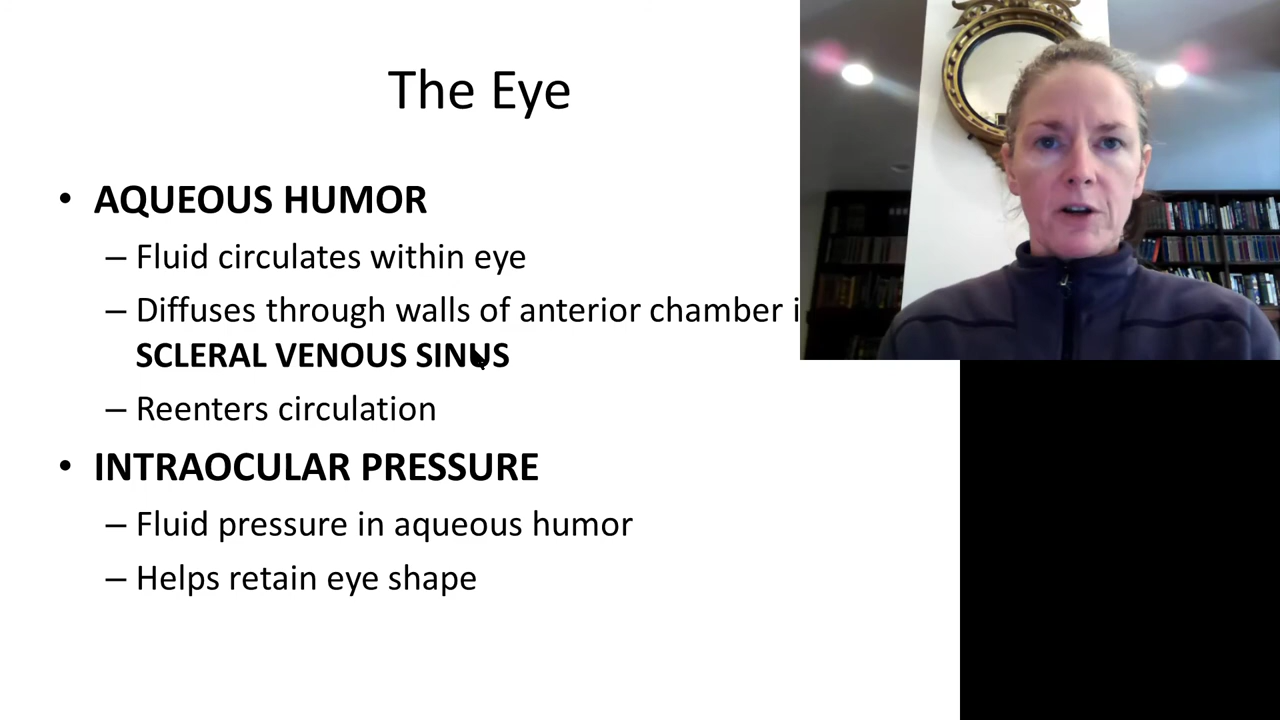 The Eye
• AQUEOUS HUMOR
– Fluid circulates within eye
– Diffuses through walls of anterior chamber
SCLERAL VENOUS SINUS
– Reenters circulation
• INTRAOCULAR PRESSURE
– Fluid pressure in aqueous humor
– Helps retain eye shape